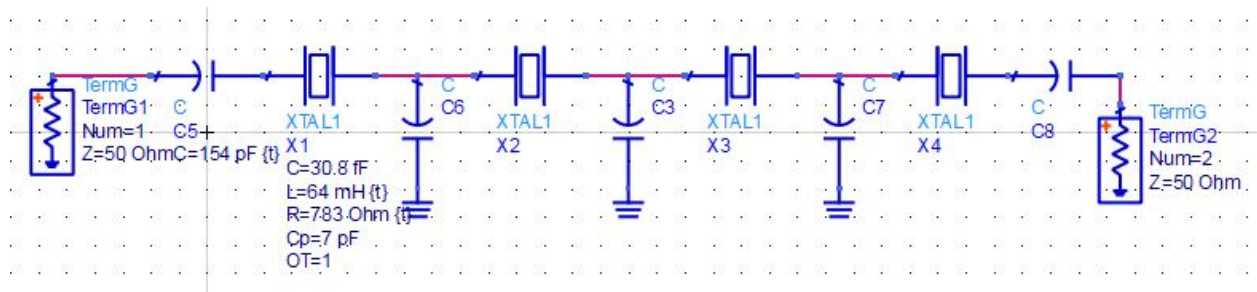 TermG
TermG1
Num=1
Z=50 Ohm
C
C5
C=154 pF {t}
XTAL1
X1
C=30.8 fF
L=64 mH {t}
R=783 Ohm {t}
Cp=7 pF
OT=1
C
C6
XTAL1
X2
C
C3
XTAL1
X3
C
C7
XTAL1
X4
C
C8
TermG
TermG2
Num=2
Z=50 Ohm